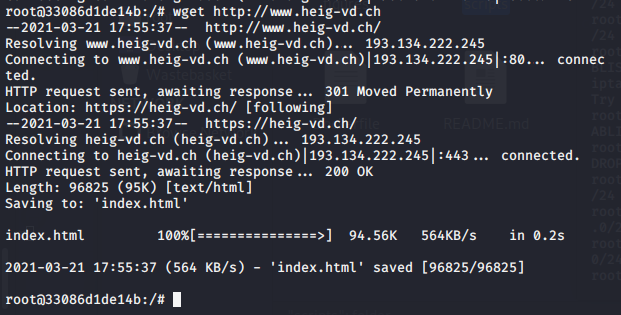 root@33086d1de14b:/# wget http://www.heig-vd.ch
--2021-03-21 17:55:37--  http://www.heig-vd.ch/
Resolving www.heig-vd.ch (www.heig-vd.ch)... 193.134.222.245
Connecting to www.heig-vd.ch (www.heig-vd.ch)|193.134.222.245|:80... connec
ted.
HTTP request sent, awaiting response... 301 Moved Permanently
Location: https://heig-vd.ch/ [following]
--2021-03-21 17:55:37--  https://heig-vd.ch/
Resolving heig-vd.ch (heig-vd.ch)... 193.134.222.245
Connecting to heig-vd.ch (heig-vd.ch)|193.134.222.245|:443... connected.
HTTP request sent, awaiting response... 200 OK
Length: 96825 (95K) [text/html]
Saving to: 'index.html'
index.html          100%[===============>]  94.56K   564KB/s    in 0.2s
2021-03-21 17:55:37 (564 KB/s) - 'index.html' saved [96825/96825]
root@33086d1de14b:/#
Wastebasket
README.md